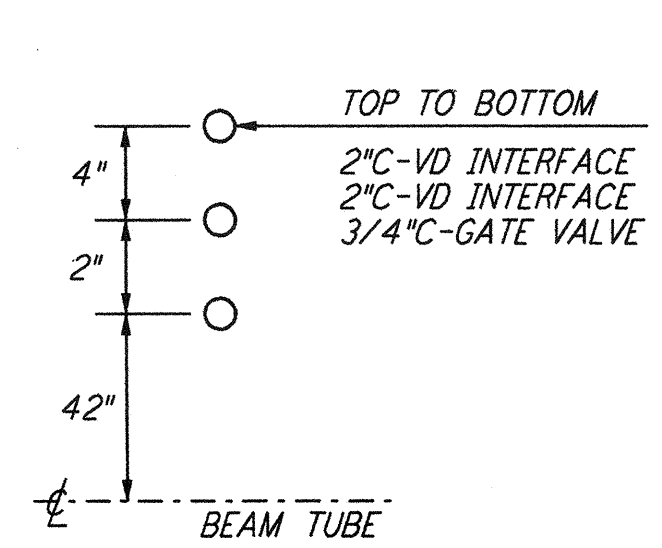 TOP TO BOTTOM
2"C-VD INTERFACE
2"C-VD INTERFACE
3/4"C-GATE VALVE
4"
2"
42"
℄
BEAM TUBE